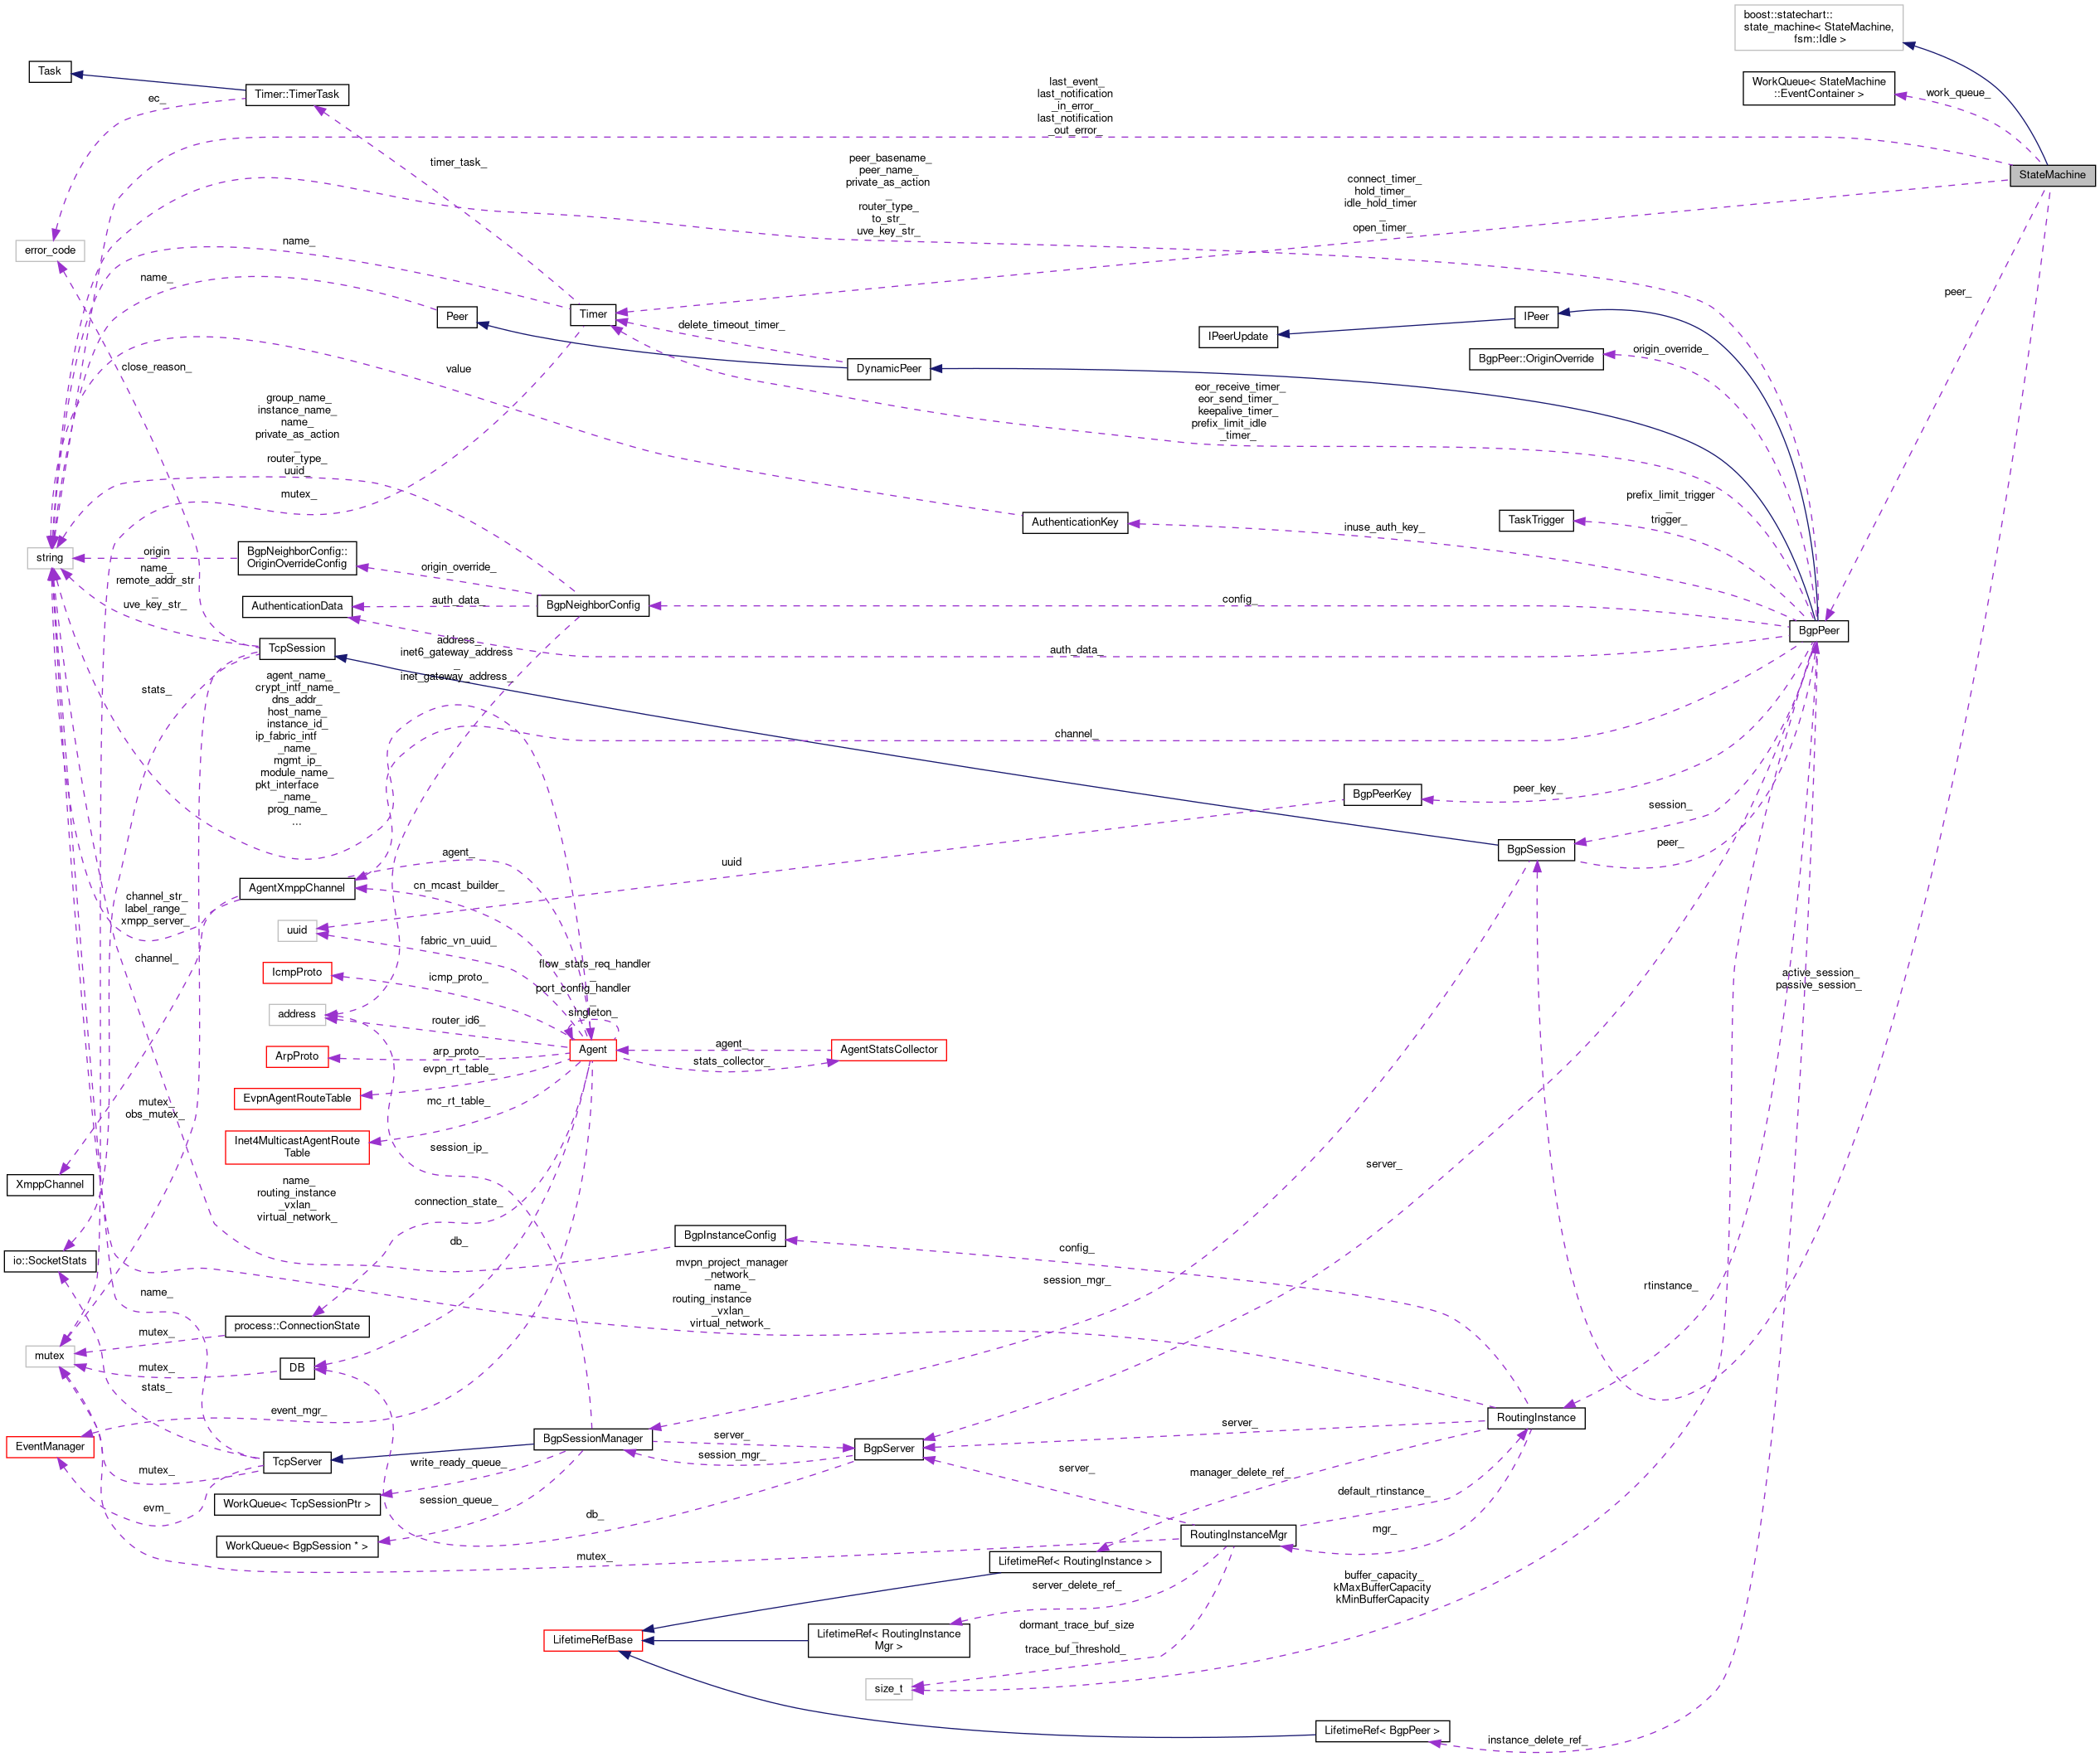 boost::statechart::
state_machine< StateMachine,
fsm::Idle >
Task
Timer::TimerTask
WorkQueue< StateMachine
::EventContainer >
work_queue_
ec_
last_event_
last_notification
_in_error_
last_notification
_out_error_
StateMachine
timer_task_
peer_basename_
peer_name_
private_as_action
_
router_type_
to_str_
uve_key_str_
connect_timer_
hold_timer_
idle_hold_timer
_
open_timer_
error_code
name_
name_
peer_
Peer
Timer
delete_timeout_timer_
IPeer
IPeerUpdate
BgpPeer::OriginOverride
origin_override_
close_reason_
value
DynamicPeer
eor_receive_timer_
eor_send_timer_
keepalive_timer_
prefix_limit_idle
_timer_
group_name_
instance_name_
name_
private_as_action
_
router_type_
uuid_
mutex_
AuthenticationKey
inuse_auth_key_
TaskTrigger
prefix_limit_trigger
_
trigger_
string
origin
BgpNeighborConfig::
OriginOverrideConfig
origin_override_
name_
remote_addr_str
_
uve_key_str_
AuthenticationData
auth_data_
BgpNeighborConfig
config_
BgpPeer
TcpSession
address_
inet6_gateway_address
_
inet_gateway_address_
auth_data_
stats_
agent_name_
crypt_intf_name_
dns_addr_
host_name_
instance_id_
ip_fabric_intf
_name_
mgmt_ip_
module_name_
pkt_interface
_name_
prog_name_
...
channel_
BgpPeerKey
peer_key_
session_
BgpSession
peer_
uuid
agent_
AgentXmppChannel
cn_mcast_builder_
channel_str_
label_range_
xmpp_server_
uuid
fabric_vn_uuid_
channel_
IcmpProto
icmp_proto_
flow_stats_req_handler
_
port_config_handler
_
singleton_
active_session_
passive_session_
address
router_id6_
Agent
agent_
AgentStatsCollector
stats_collector_
ArpProto
arp_proto_
evpn_rt_table_
EvpnAgentRouteTable
mc_rt_table_
mutex_
obs_mutex_
Inet4MulticastAgentRoute
Table
session_ip_
server_
XmppChannel
name_
routing_instance
_vxlan_
virtual_network_
connection_state_
BgpInstanceConfig
config_
db_
io::SocketStats
mvpn_project_manager
_network_
name_
routing_instance
_vxlan_
virtual_network_
session_mgr_
rtinstance_
name_
process::ConnectionState
mutex_
mutex
DB
mutex_
stats_
event_mgr_
RoutingInstance
server_
EventManager
BgpSessionManager
server_
session_mgr_
BgpServer
TcpServer
mutex_
write_ready_queue_
server_
manager_delete_ref_
default_rtinstance_
evm_
WorkQueue< TcpSessionPtr >
session_queue_
db_
mgr_
RoutingInstanceMgr
WorkQueue< BgpSession * >
mutex_
LifetimeRef< RoutingInstance >
server_delete_ref_
buffer_capacity_
kMaxBufferCapacity
kMinBufferCapacity
LifetimeRefBase
LifetimeRef< RoutingInstance
Mgr >
dormant_trace_buf_size
_
trace_buf_threshold_
size_t
LifetimeRef< BgpPeer >
instance_delete_ref_